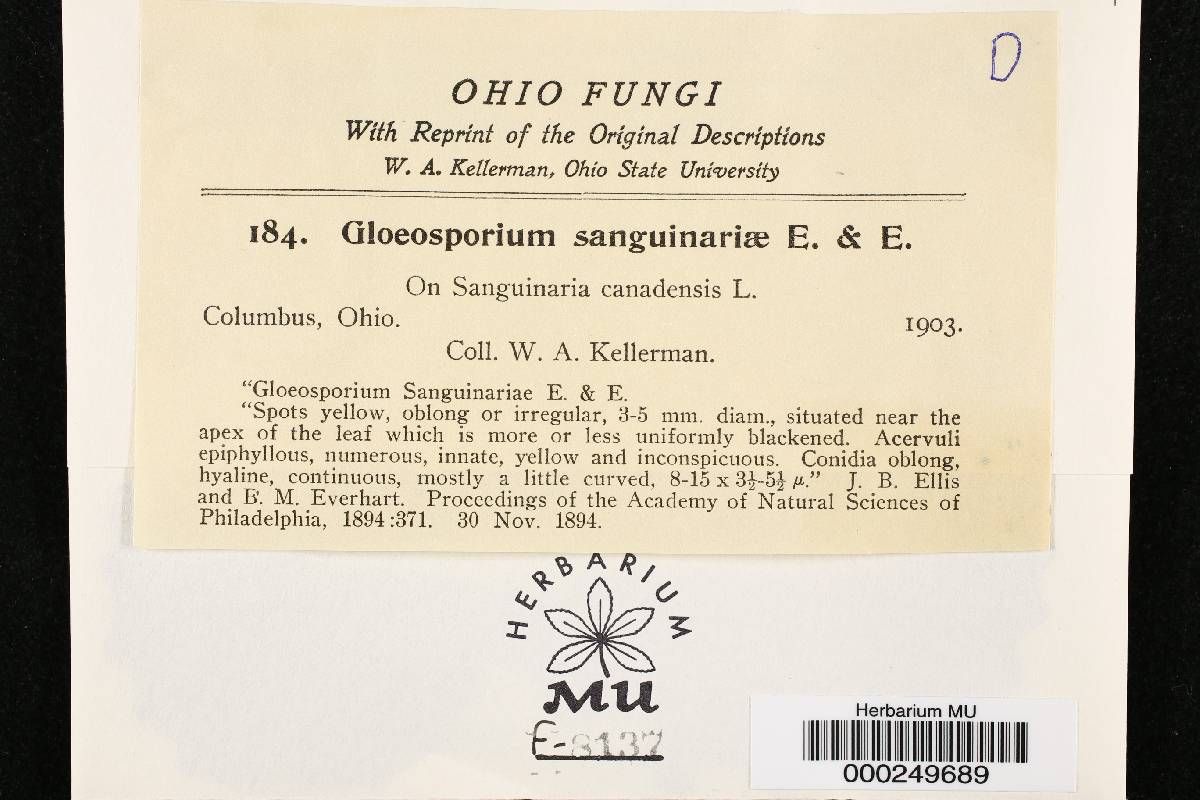 D
OHIO FUNGI
With Reprint of the Original Descriptions
W. A. Kellerman, Ohio State University
184. Gloeosporium sanguinariæ E. & E.
On Sanguinaria canadensis L.
Columbus, Ohio. 1903.
Coll. W. A. Kellerman.
“Gloeosporium Sanguinariae E. & E.
“Spots yellow, oblong or irregular, 3-5 mm. diam., situated near the
apex of the leaf which is more or less uniformly blackened. Acervuli
epiphyllous, numerous, innate, yellow and inconspicuous. Conidia oblong,
hyaline, continuous, mostly a little curved, 8-15 x 3½-5½ µ.” J. B. Ellis
and B. M. Everhart. Proceedings of the Academy of Natural Sciences of
Philadelphia, 1894:371. 30 Nov. 1894.
HERBARIUM
MU
F-8137
Herbarium MU
000249689